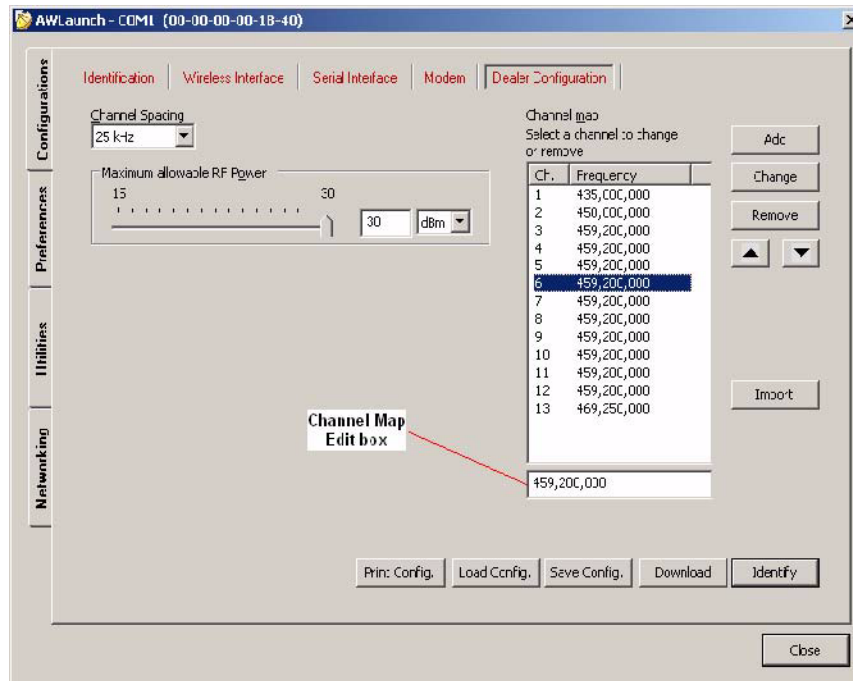 AWLaunch - COM1 (00-00-00-00-1B-40)
Configurations
Preferences
Utilities
Networking
Identification
Wireless Interface
Serial Interface
Modem
Dealer Configuration
Channel Spacing
25 kHz
Maximum allowable RF Power
15
30
30
dBm
Channel map
Select a channel to change
or remove
Ch. Frequency
1 435,000,000
2 450,000,000
3 459,200,000
4 459,200,000
5 459,200,000
6 459,200,000
7 459,200,000
8 459,200,000
9 459,200,000
10 459,200,000
11 459,200,000
12 459,200,000
13 469,250,000
459,200,000
Add
Change
Remove
Import
Channel Map
Edit box
Print Config.
Load Config.
Save Config.
Download
Identify
Close